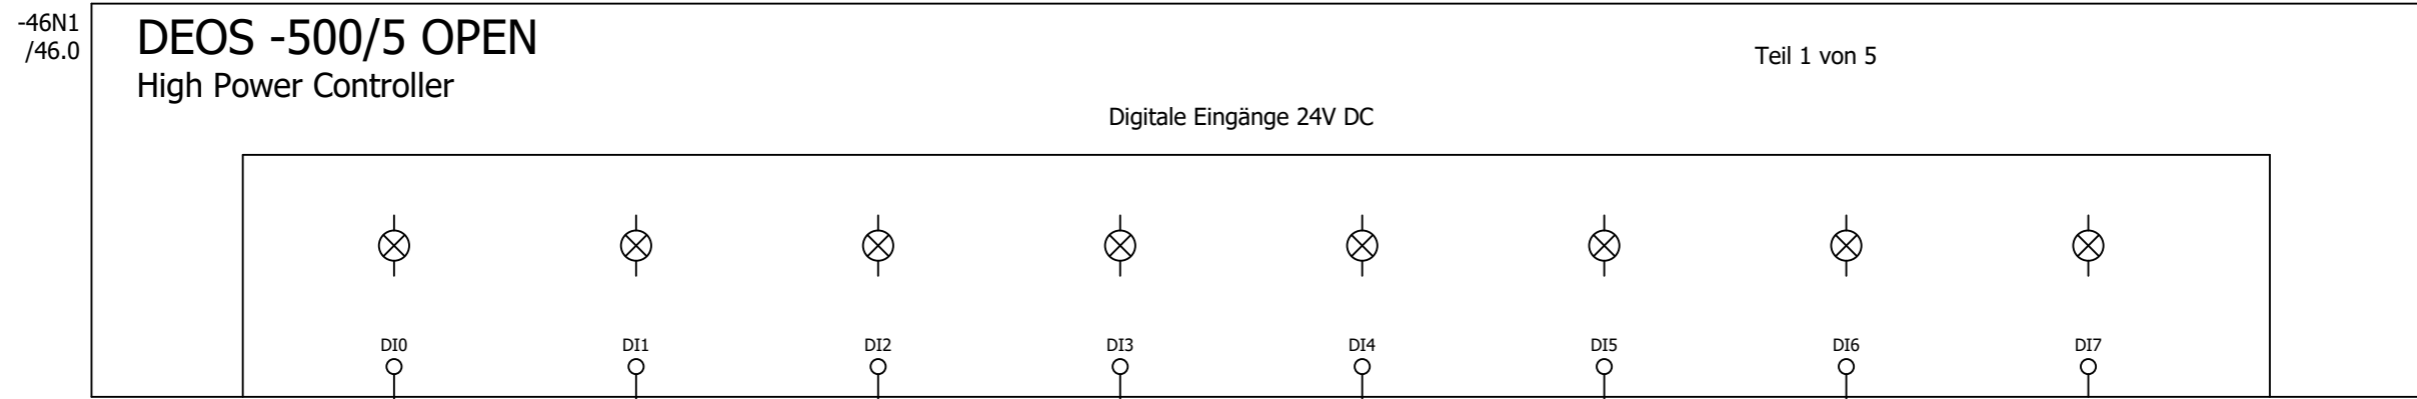 -46N1
/46.0
DEOS -500/5 OPEN
High Power Controller
Teil 1 von 5
Digitale Eingänge 24V DC
DI0 DI1 DI2 DI3 DI4 DI5 DI6 DI7